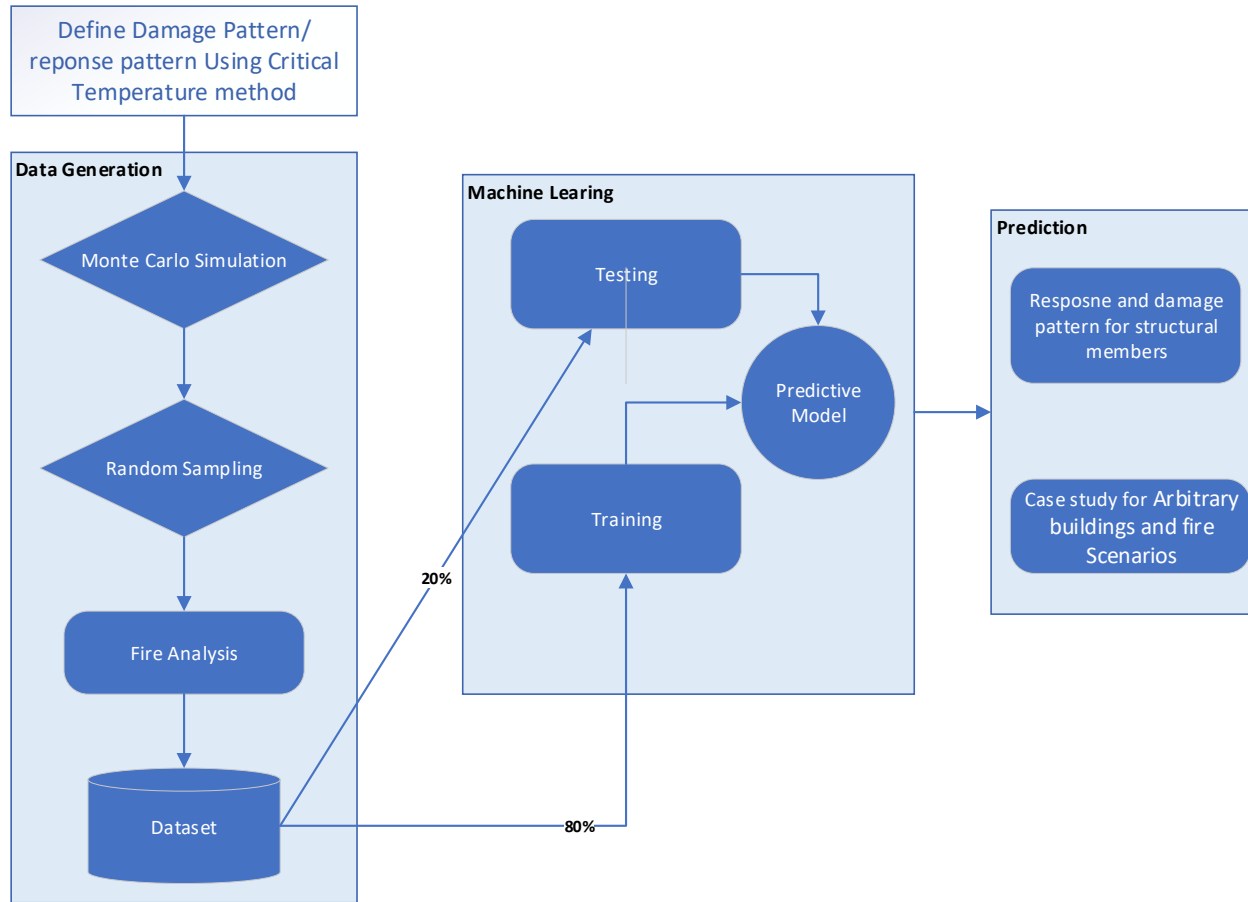 Define Damage Pattern/
reponse pattern Using Critical
Temperature method
Data Generation
Monte Carlo Simulation
Random Sampling
Fire Analysis
Dataset
20%
80%
Machine Learing
Testing
Training
Predictive
Model
Prediction
Resposne and damage
pattern for structural
members
Case study for Arbitrary
buildings and fire
Scenarios